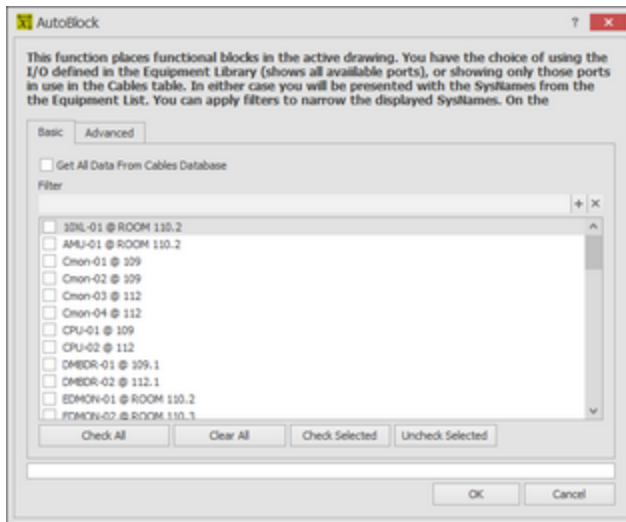 AutoBlock
?
This function places functional blocks in the active drawing. You have the choice of using the
I/O defined in the Equipment Library (shows all avaiilable ports), or showing only those ports
in use in the Cables table. In either case you will be presented with the SysNames from the
the Equipment List. You can apply filters to narrow the displayed SysNames. On the
Basic Advanced
Get All Data From Cables Database
Filter
10XL-01 @ ROOM 110.2
AMU-01 @ ROOM 110.2
Cmon-01 @ 109
Cmon-02 @ 109
Cmon-03 @ 112
Cmon-04 @ 112
CPU-01 @ 109
CPU-02 @ 112
DMBDR-01 @ 109.1
DMBDR-02 @ 112.1
EDMON-01 @ ROOM 110.2
EDMON-02 @ ROOM 110.3
Check All Clear All Check Selected Uncheck Selected
OK Cancel